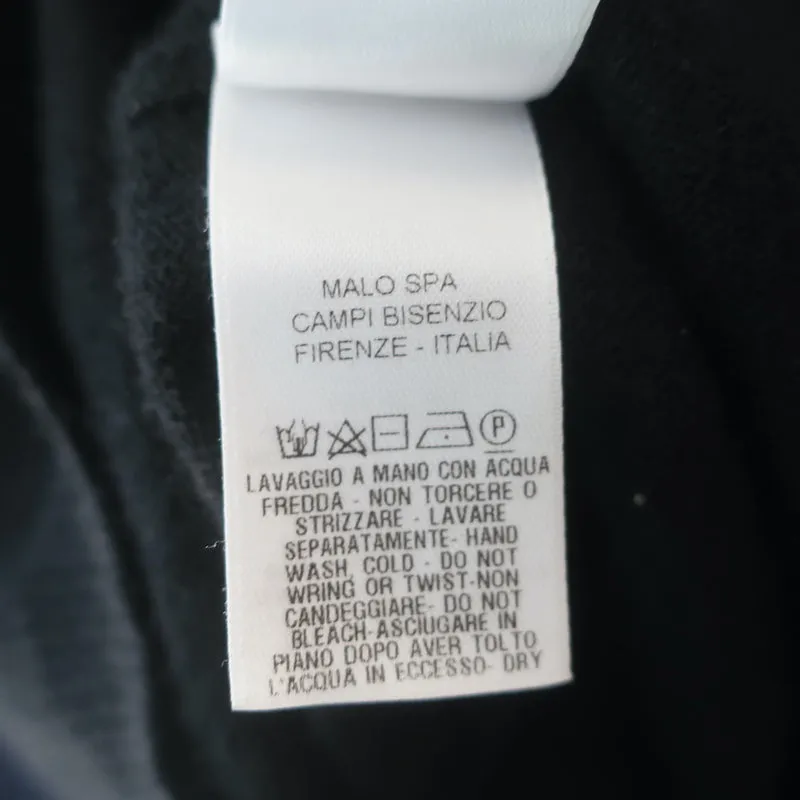 MALO SPA
CAMPI BISENZIO
FIRENZE - ITALIA
P
LAVAGGIO A MANO CON ACQUA
FREDDA - NON TORCERE O
STRIZZARE - LAVARE
SEPARATAMENTE- HAND
WASH, COLD - DO NOT
WRING OR TWIST-NON
CANDEGGIARE- DO NOT
BLEACH-ASCIUGARE IN
PIANO DOPO AVER TOLTO
L'ACQUA IN ECCESSO- DRY